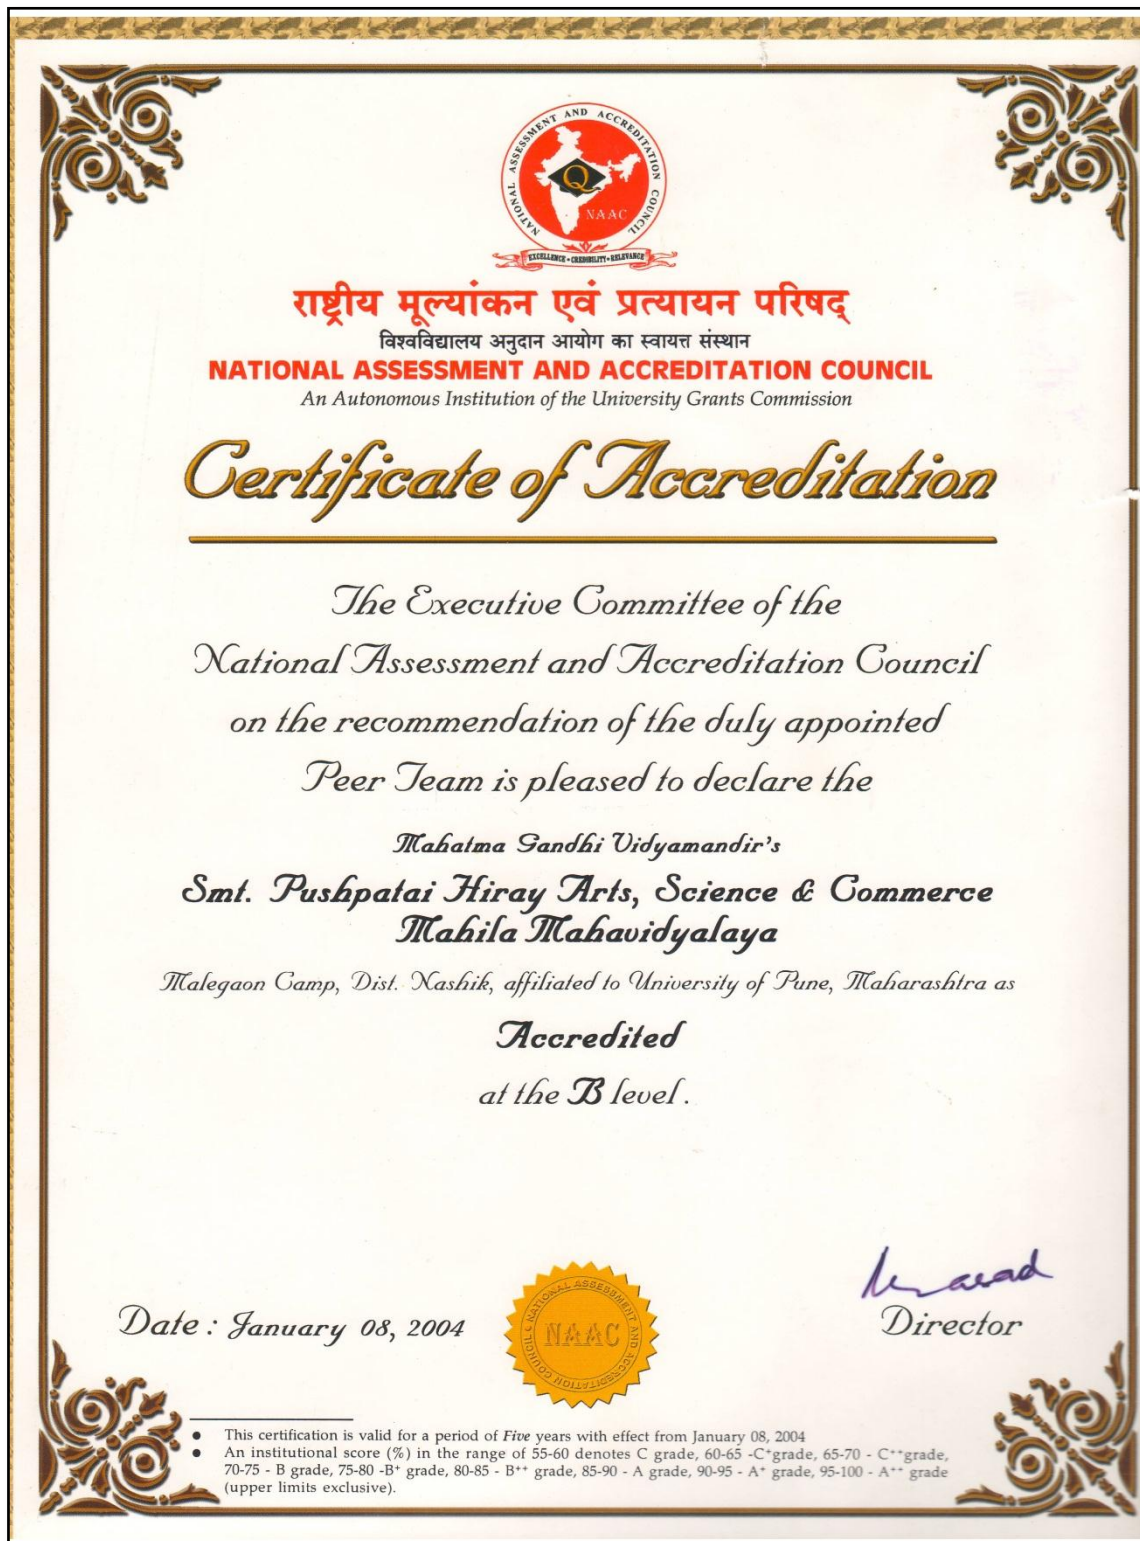 NATIONAL ASSESSMENT AND ACCREDITATION COUNCIL
Q
NAAC
EXCELLENCE • CREDIBILITY • RELEVANCE
राष्ट्रीय मूल्यांकन एवं प्रत्यायन परिषद्
विश्वविद्यालय अनुदान आयोग का स्वायत्त संस्थान
NATIONAL ASSESSMENT AND ACCREDITATION COUNCIL
An Autonomous Institution of the University Grants Commission
Certificate of Accreditation
The Executive Committee of the
National Assessment and Accreditation Council
on the recommendation of the duly appointed
Peer Team is pleased to declare the
Mahatma Gandhi Vidyamandir's
Smt. Pushpatai Hiray Arts, Science & Commerce
Mahila Mahavidyalaya
Malegaon Camp, Dist. Nashik, affiliated to University of Pune, Maharashtra as
Accredited
at the B level.
Date : January 08, 2004
NATIONAL ASSESSMENT AND ACCREDITATION COUNCIL
NAAC
Director
• This certification is valid for a period of Five years with effect from January 08, 2004
• An institutional score (%) in the range of 55-60 denotes C grade, 60-65 -C⁺grade, 65-70 - C⁺⁺grade,
70-75 - B grade, 75-80 -B⁺ grade, 80-85 - B⁺⁺ grade, 85-90 - A grade, 90-95 - A⁺ grade, 95-100 - A⁺⁺ grade
(upper limits exclusive).